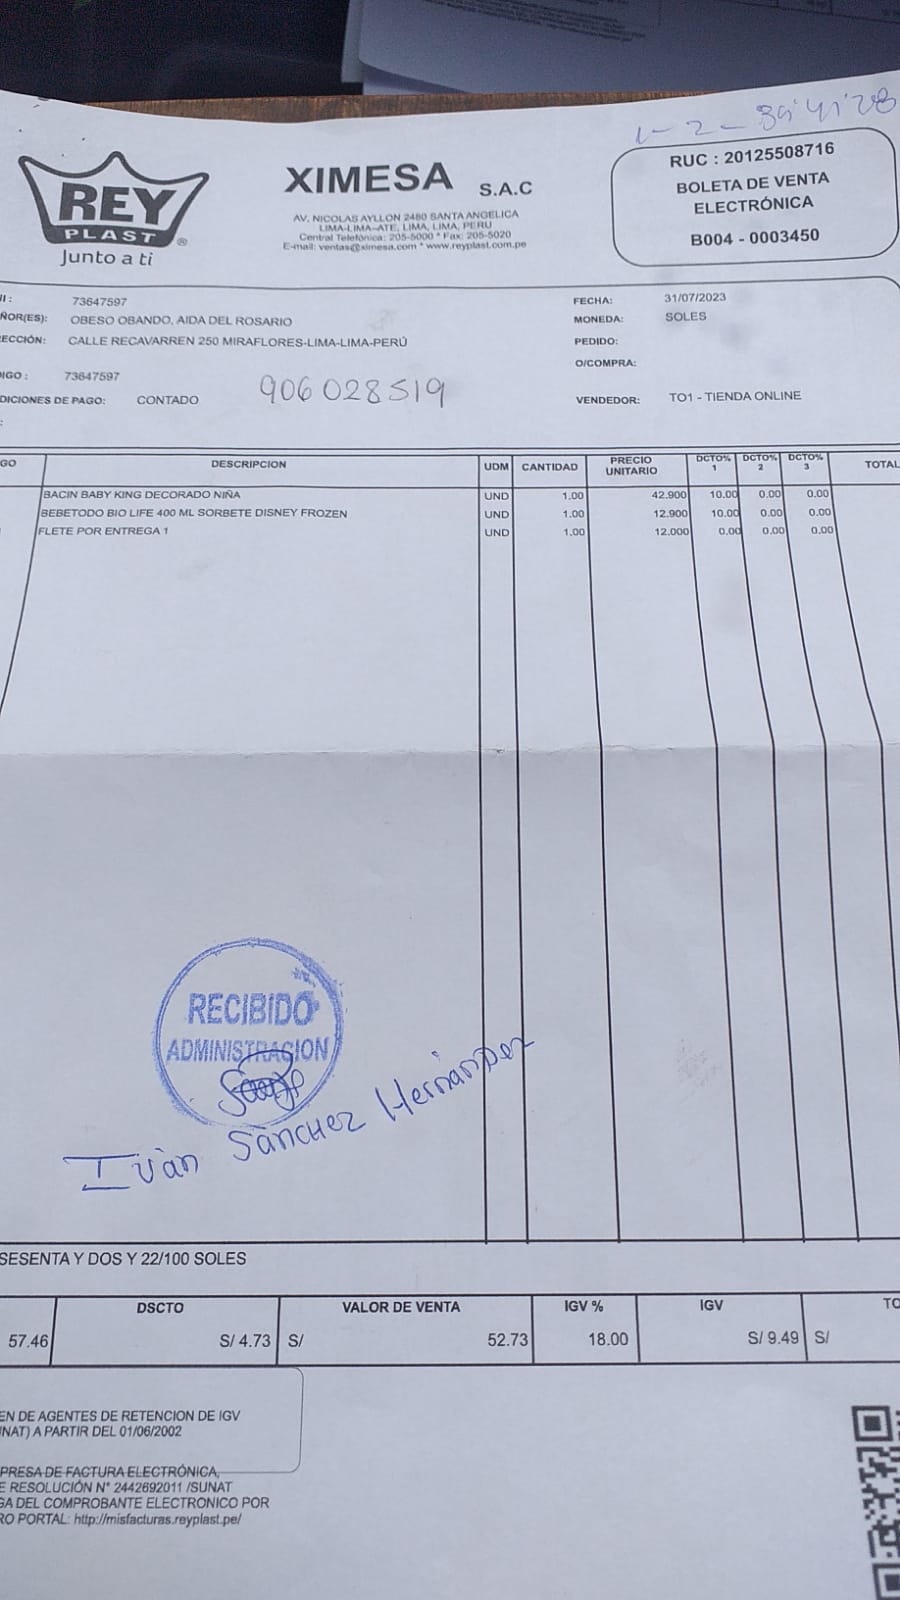 1-2-39'41'28
REY
PLAST ®
Junto a ti
XIMESA S.A.C
AV. NICOLAS AYLLON 2480 SANTA ANGELICA
LIMA-LIMA-ATE, LIMA, LIMA, PERU
Central Telefónica: 205-5000 * Fax: 205-5020
E-mail: ventas@ximesa.com * www.reyplast.com.pe
RUC : 20125508716
BOLETA DE VENTA
ELECTRÓNICA
B004 - 0003450
73647597
ÑOR(ES): OBESO OBANDO, AIDA DEL ROSARIO
ECCIÓN: CALLE RECAVARREN 250 MIRAFLORES-LIMA-LIMA-PERÚ
IGO : 73647597
906028519
DICIONES DE PAGO: CONTADO
FECHA: 31/07/2023
MONEDA: SOLES
PEDIDO:
O/COMPRA:
VENDEDOR: TO1 - TIENDA ONLINE
GO DESCRIPCION UDM CANTIDAD PRECIO UNITARIO DCTO% 1 DCTO% 2 DCTO% 3 TOTAL
BACIN BABY KING DECORADO NIÑA UND 1.00 42.900 10.00 0.00 0.00
BEBETODO BIO LIFE 400 ML SORBETE DISNEY FROZEN UND 1.00 12.900 10.00 0.00 0.00
FLETE POR ENTREGA 1 UND 1.00 12.000 0.00 0.00 0.00
RECIBIDO
ADMINISTRACION
Iván Sànchez Hernández
SESENTA Y DOS Y 22/100 SOLES
DSCTO VALOR DE VENTA IGV % IGV TO
57.46 S/ 4.73 S/ 52.73 18.00 S/ 9.49 S/
EN DE AGENTES DE RETENCION DE IGV
NAT) A PARTIR DEL 01/06/2002
PRESA DE FACTURA ELECTRÓNICA,
E RESOLUCIÓN N° 2442692011 /SUNAT
GA DEL COMPROBANTE ELECTRONICO POR
RO PORTAL: http://misfacturas.reyplast.pe/